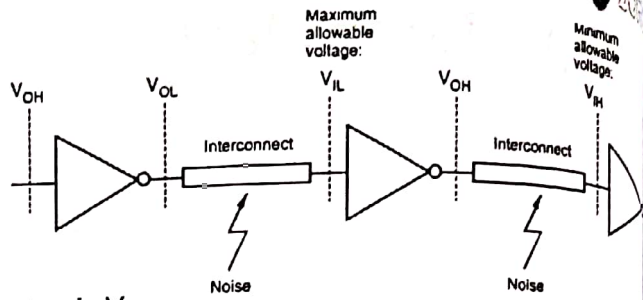 Maximum
allowable
voltage:
Minimum
allowable
voltage:
V_OH
V_OL
V_IL
V_OH
V_IH
Interconnect
Interconnect
Noise
Noise